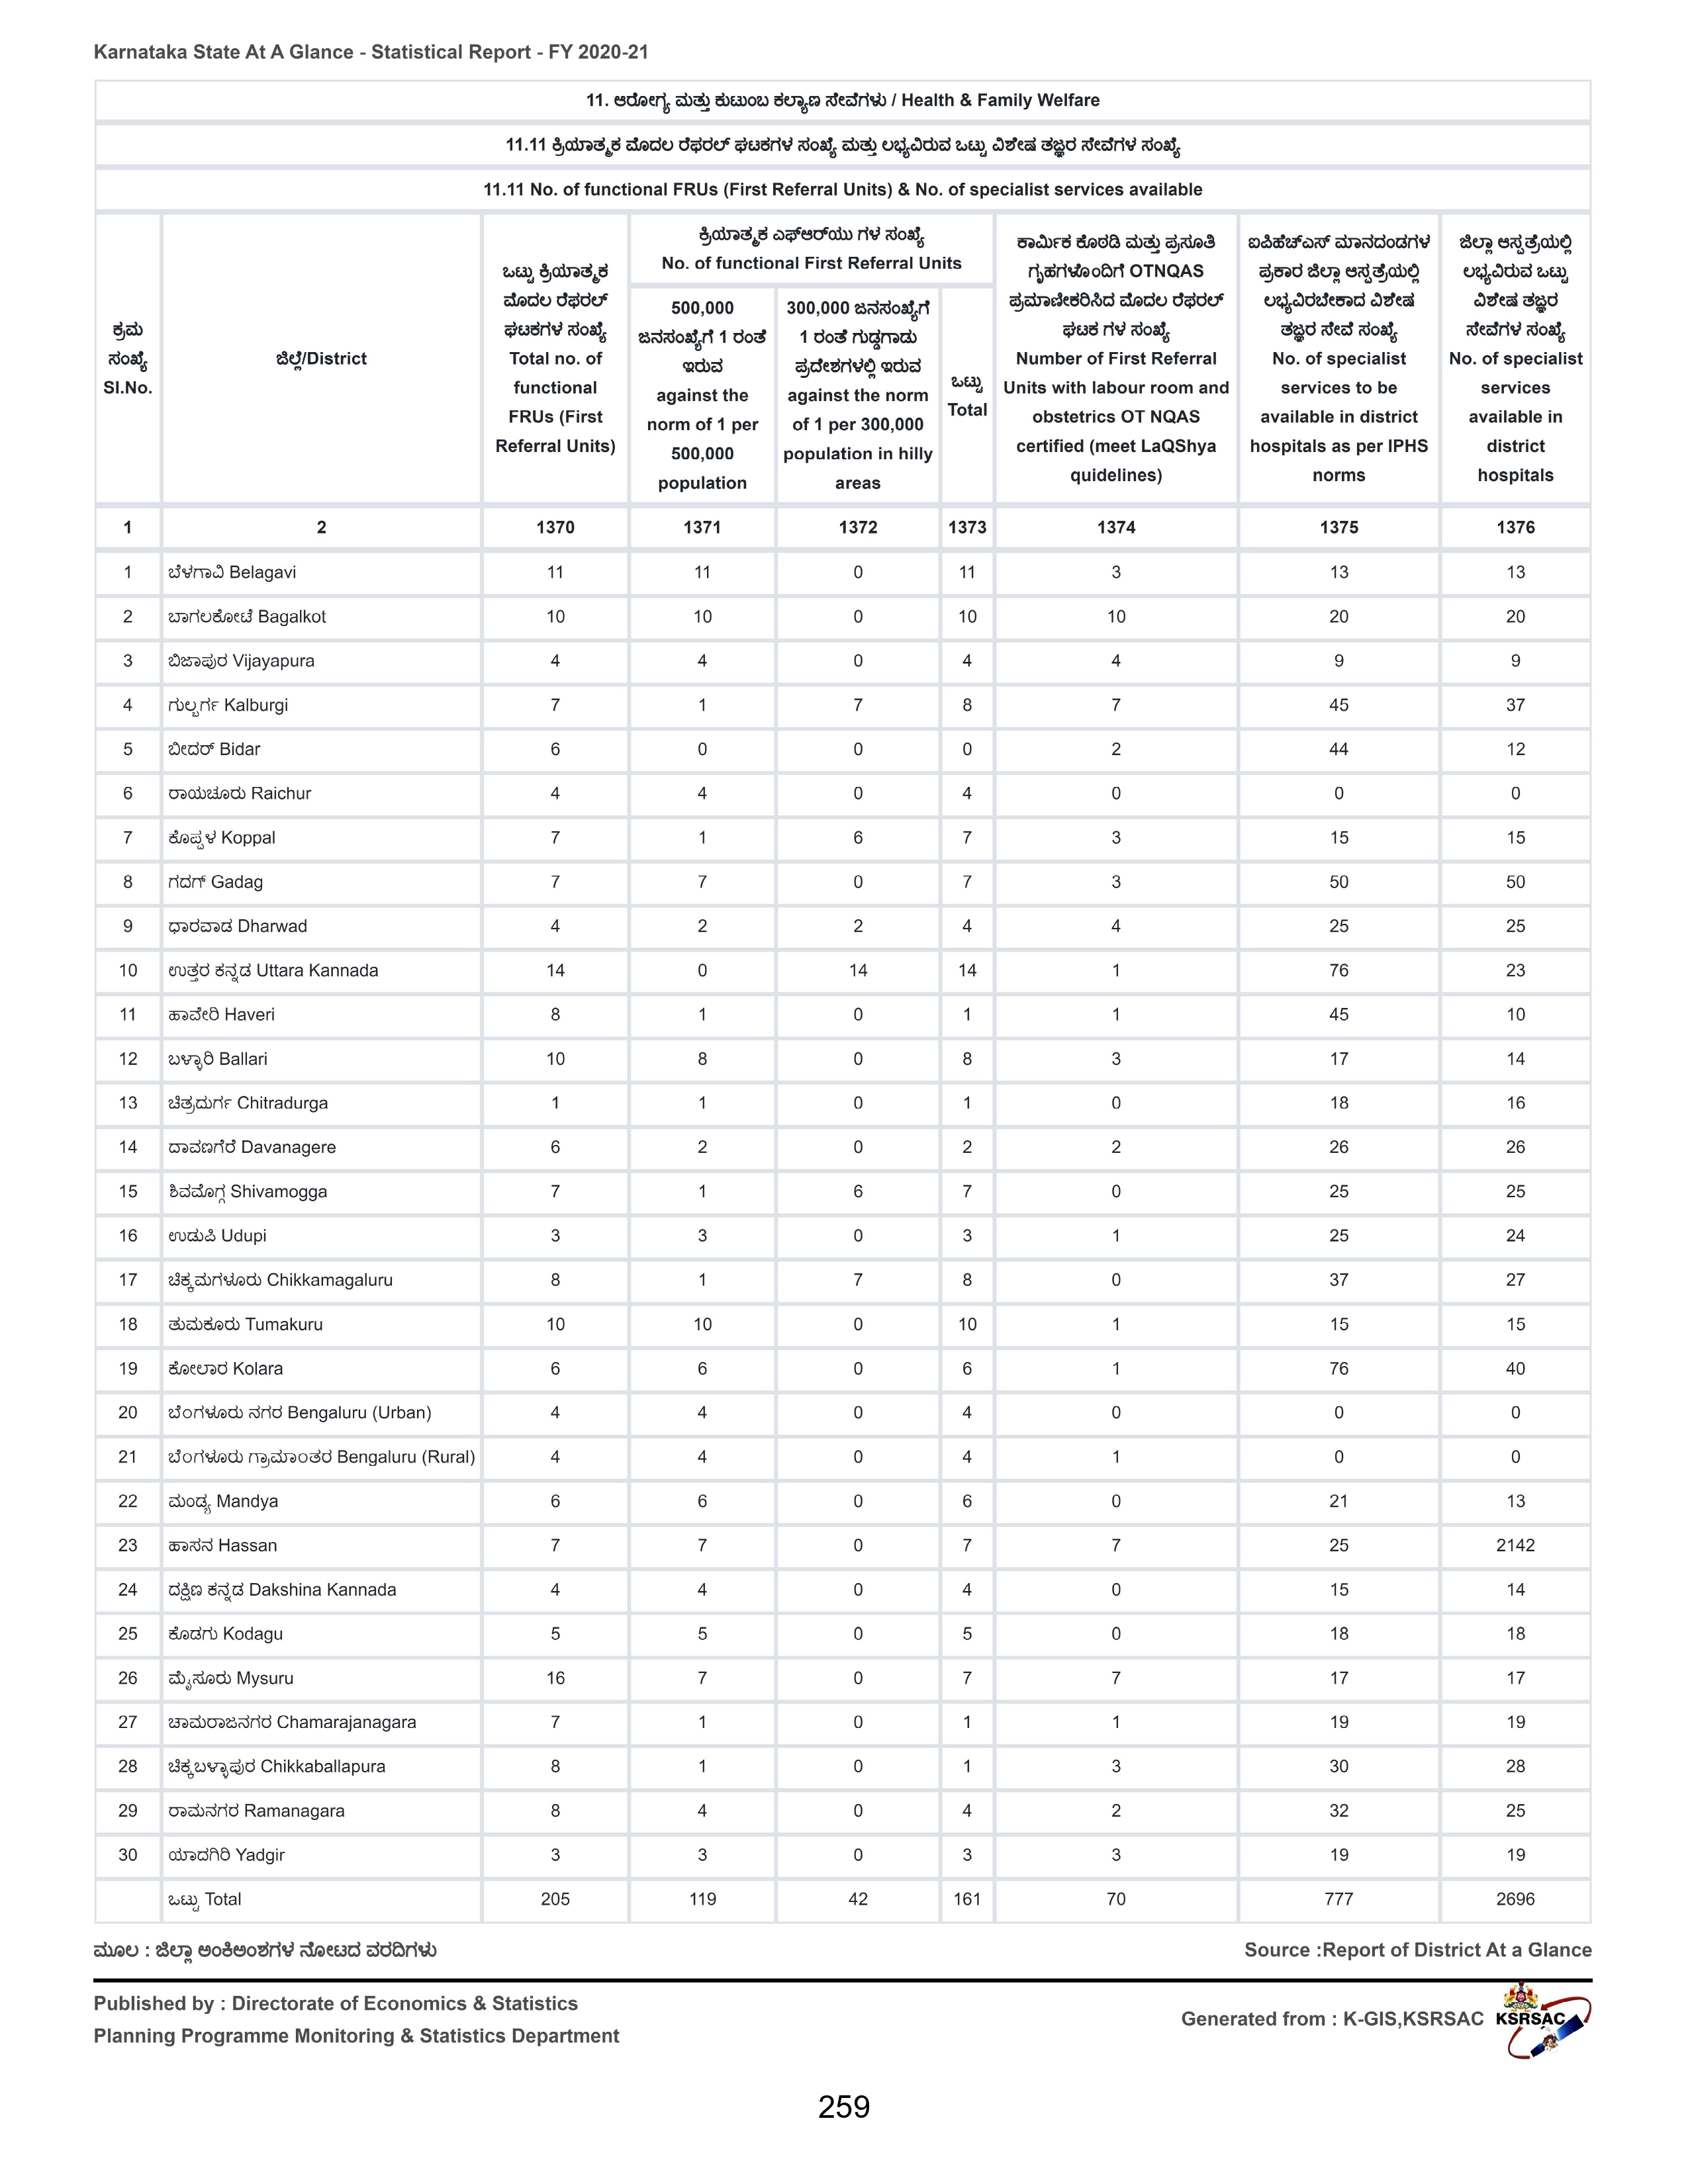 Karnataka State At A Glance - Statistical Report - FY 2020-21
11. ಆರೋಗ್ಯ ಮತ್ತು ಕುಟುಂಬ ಕಲ್ಯಾಣ ಸೇವೆಗಳು / Health & Family Welfare
11.11 ಕ್ರಿಯಾತ್ಮಕ ಮೊದಲ ರೆಫರಲ್ ಘಟಕಗಳ ಸಂಖ್ಯೆ ಮತ್ತು ಲಭ್ಯವಿರುವ ಒಟ್ಟು ವಿಶೇಷ ತಜ್ಞರ ಸೇವೆಗಳ ಸಂಖ್ಯೆ
11.11 No. of functional FRUs (First Referral Units) & No. of specialist services available
ಕ್ರಮ
ಸಂಖ್ಯೆ
Sl.No.
ಜಿಲ್ಲೆ/District
ಒಟ್ಟು ಕ್ರಿಯಾತ್ಮಕ
ಮೊದಲ ರೆಫರಲ್
ಘಟಕಗಳ ಸಂಖ್ಯೆ
Total no. of
functional
FRUs (First
Referral Units)
ಕ್ರಿಯಾತ್ಮಕ ಎಫ್ಆರ್‌ಯು ಗಳ ಸಂಖ್ಯೆ
No. of functional First Referral Units
500,000
ಜನಸಂಖ್ಯೆಗೆ 1 ರಂತೆ
ಇರುವ
against the
norm of 1 per
500,000
population
300,000 ಜನಸಂಖ್ಯೆಗೆ
1 ರಂತೆ ಗುಡ್ಡಗಾಡು
ಪ್ರದೇಶಗಳಲ್ಲಿ ಇರುವ
against the norm
of 1 per 300,000
population in hilly
areas
ಒಟ್ಟು
Total
ಕಾರ್ಮಿಕ ಕೊಠಡಿ ಮತ್ತು ಪ್ರಸೂತಿ
ಗೃಹಗಳೊಂದಿಗೆ OTNQAS
ಪ್ರಮಾಣೀಕರಿಸಿದ ಮೊದಲ ರೆಫರಲ್
ಘಟಕ ಗಳ ಸಂಖ್ಯೆ
Number of First Referral
Units with labour room and
obstetrics OT NQAS
certified (meet LaQShya
quidelines)
ಐಪಿಹೆಚ್ಎಸ್ ಮಾನದಂಡಗಳ
ಪ್ರಕಾರ ಜಿಲ್ಲಾ ಆಸ್ಪತ್ರೆಯಲ್ಲಿ
ಲಭ್ಯವಿರಬೇಕಾದ ವಿಶೇಷ
ತಜ್ಞರ ಸೇವೆ ಸಂಖ್ಯೆ
No. of specialist
services to be
available in district
hospitals as per IPHS
norms
ಜಿಲ್ಲಾ ಆಸ್ಪತ್ರೆಯಲ್ಲಿ
ಲಭ್ಯವಿರುವ ಒಟ್ಟು
ವಿಶೇಷ ತಜ್ಞರ
ಸೇವೆಗಳ ಸಂಖ್ಯೆ
No. of specialist
services
available in
district
hospitals
1 2 1370 1371 1372 1373 1374 1375 1376
1 ಬೆಳಗಾವಿ Belagavi 11 11 0 11 3 13 13
2 ಬಾಗಲಕೋಟೆ Bagalkot 10 10 0 10 10 20 20
3 ಬಿಜಾಪುರ Vijayapura 4 4 0 4 4 9 9
4 ಗುಲ್ಬರ್ಗ Kalburgi 7 1 7 8 7 45 37
5 ಬೀದರ್ Bidar 6 0 0 0 2 44 12
6 ರಾಯಚೂರು Raichur 4 4 0 4 0 0 0
7 ಕೊಪ್ಪಳ Koppal 7 1 6 7 3 15 15
8 ಗದಗ್ Gadag 7 7 0 7 3 50 50
9 ಧಾರವಾಡ Dharwad 4 2 2 4 4 25 25
10 ಉತ್ತರ ಕನ್ನಡ Uttara Kannada 14 0 14 14 1 76 23
11 ಹಾವೇರಿ Haveri 8 1 0 1 1 45 10
12 ಬಳ್ಳಾರಿ Ballari 10 8 0 8 3 17 14
13 ಚಿತ್ರದುರ್ಗ Chitradurga 1 1 0 1 0 18 16
14 ದಾವಣಗೆರೆ Davanagere 6 2 0 2 2 26 26
15 ಶಿವಮೊಗ್ಗ Shivamogga 7 1 6 7 0 25 25
16 ಉಡುಪಿ Udupi 3 3 0 3 1 25 24
17 ಚಿಕ್ಕಮಗಳೂರು Chikkamagaluru 8 1 7 8 0 37 27
18 ತುಮಕೂರು Tumakuru 10 10 0 10 1 15 15
19 ಕೋಲಾರ Kolara 6 6 0 6 1 76 40
20 ಬೆಂಗಳೂರು ನಗರ Bengaluru (Urban) 4 4 0 4 0 0 0
21 ಬೆಂಗಳೂರು ಗ್ರಾಮಾಂತರ Bengaluru (Rural) 4 4 0 4 1 0 0
22 ಮಂಡ್ಯ Mandya 6 6 0 6 0 21 13
23 ಹಾಸನ Hassan 7 7 0 7 7 25 2142
24 ದಕ್ಷಿಣ ಕನ್ನಡ Dakshina Kannada 4 4 0 4 0 15 14
25 ಕೊಡಗು Kodagu 5 5 0 5 0 18 18
26 ಮೈಸೂರು Mysuru 16 7 0 7 7 17 17
27 ಚಾಮರಾಜನಗರ Chamarajanagara 7 1 0 1 1 19 19
28 ಚಿಕ್ಕಬಳ್ಳಾಪುರ Chikkaballapura 8 1 0 1 3 30 28
29 ರಾಮನಗರ Ramanagara 8 4 0 4 2 32 25
30 ಯಾದಗಿರಿ Yadgir 3 3 0 3 3 19 19
ಒಟ್ಟು Total 205 119 42 161 70 777 2696
ಮೂಲ : ಜಿಲ್ಲಾ ಅಂಕಿಅಂಶಗಳ ನೋಟದ ವರದಿಗಳು Source :Report of District At a Glance
Published by : Directorate of Economics & Statistics
Planning Programme Monitoring & Statistics Department
Generated from : K-GIS,KSRSAC KSRSAC
259